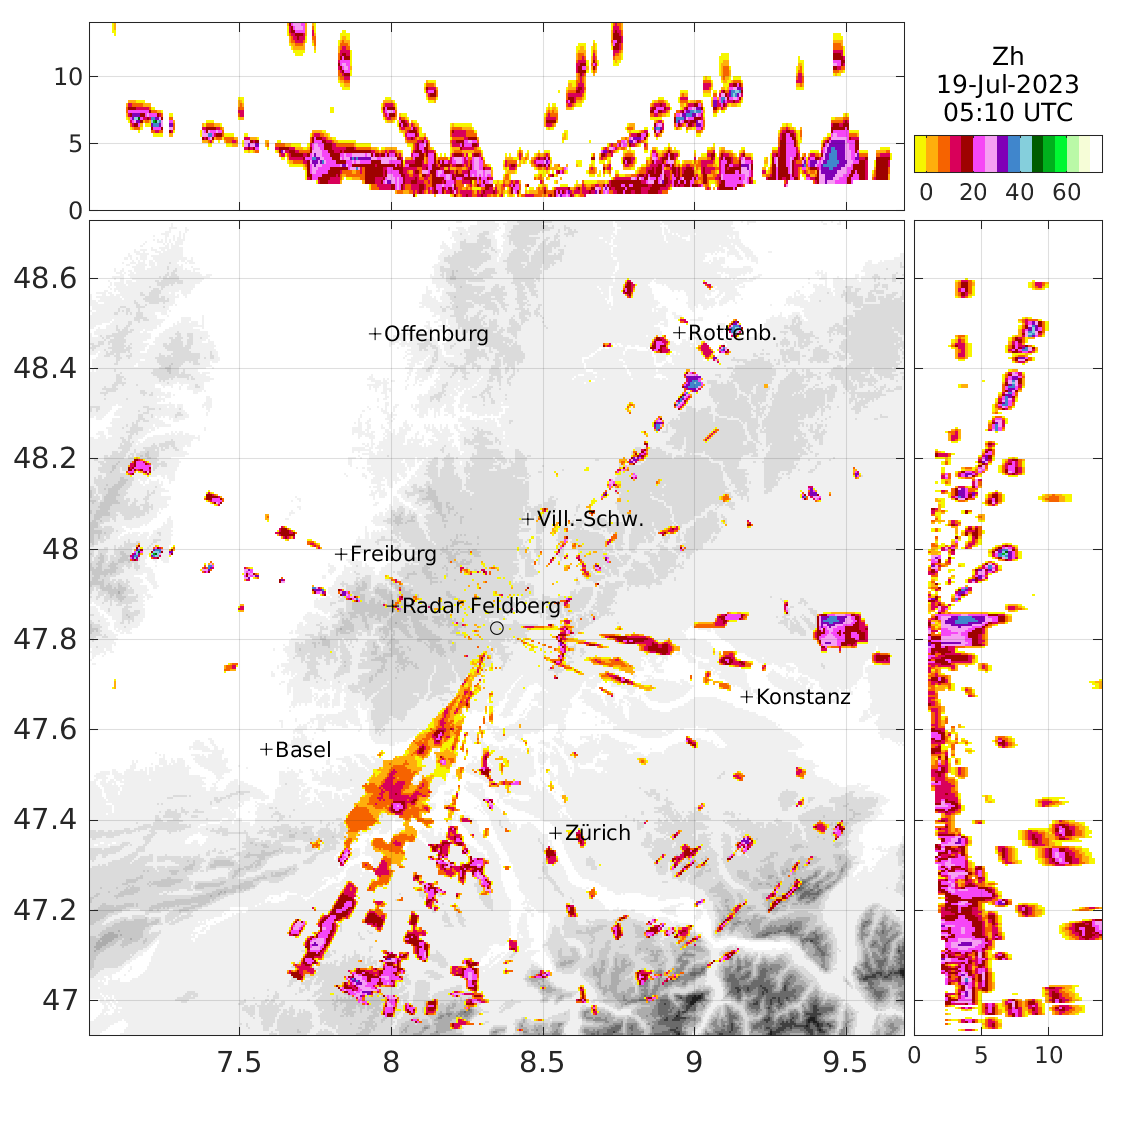 10
5
0
Zh
19-Jul-2023
05:10 UTC
0 20 40 60
48.6
48.4
48.2
48
47.8
47.6
47.4
47.2
47
+Offenburg
+Rottenb.
+Vill.-Schw.
+Freiburg
+Radar Feldberg
+Konstanz
+Basel
+Zürich
7.5 8 8.5 9 9.5
0 5 10